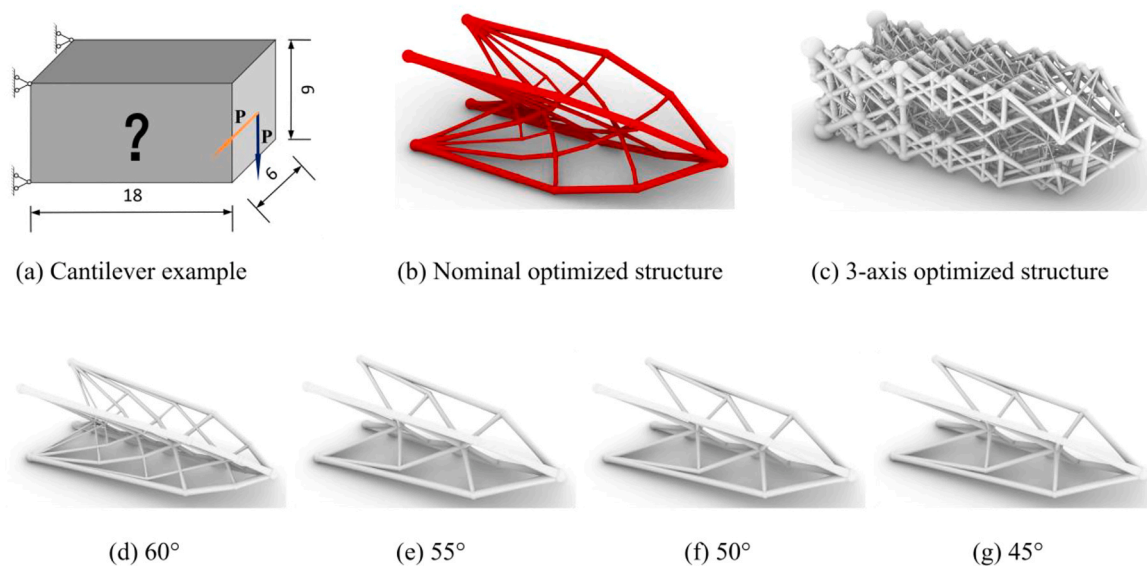 ?
P
P
9
6
18
(a) Cantilever example
(b) Nominal optimized structure
(c) 3-axis optimized structure
(d) 60°
(e) 55°
(f) 50°
(g) 45°